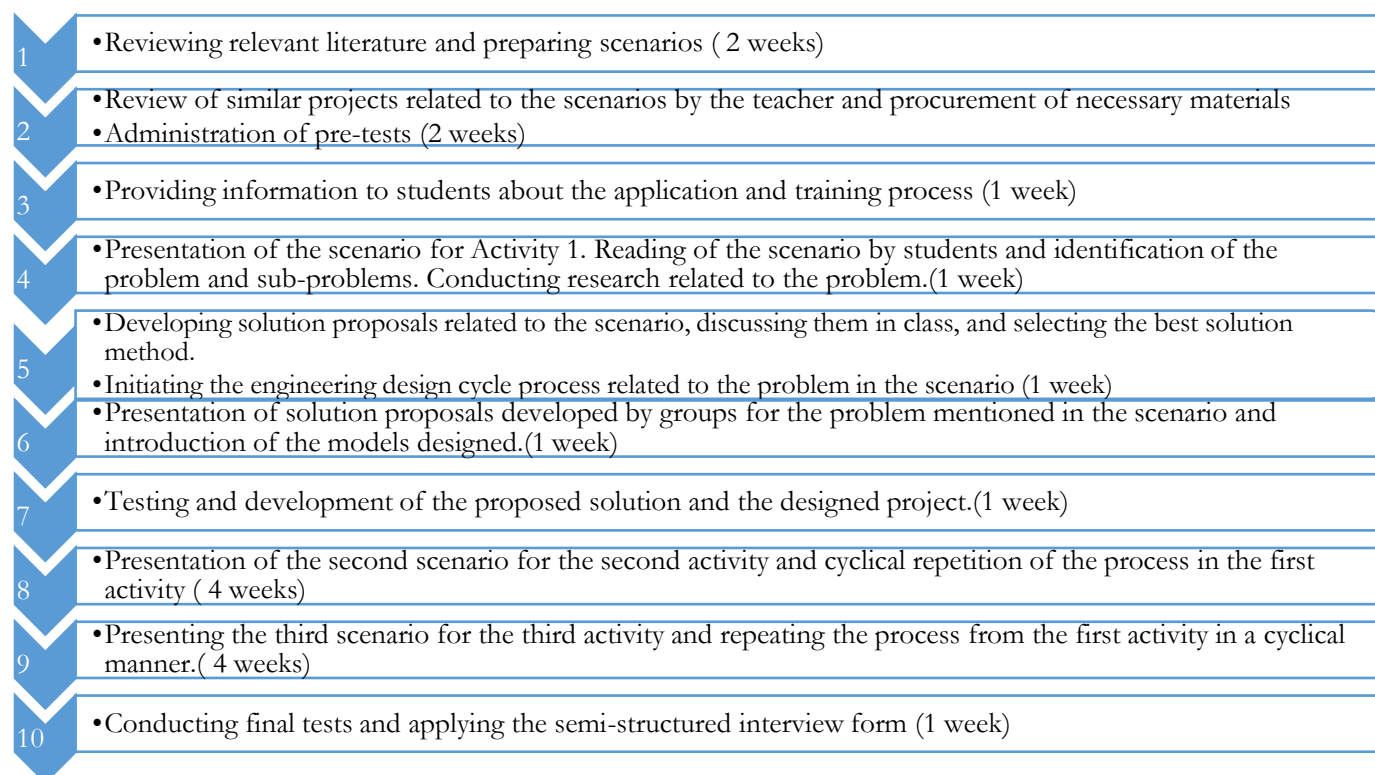 1
•Reviewing relevant literature and preparing scenarios ( 2 weeks)
2
•Review of similar projects related to the scenarios by the teacher and procurement of necessary materials
•Administration of pre-tests (2 weeks)
3
•Providing information to students about the application and training process (1 week)
4
•Presentation of the scenario for Activity 1. Reading of the scenario by students and identification of the
problem and sub-problems. Conducting research related to the problem.(1 week)
5
•Developing solution proposals related to the scenario, discussing them in class, and selecting the best solution
method.
•Initiating the engineering design cycle process related to the problem in the scenario (1 week)
6
•Presentation of solution proposals developed by groups for the problem mentioned in the scenario and
introduction of the models designed.(1 week)
7
•Testing and development of the proposed solution and the designed project.(1 week)
8
•Presentation of the second scenario for the second activity and cyclical repetition of the process in the first
activity ( 4 weeks)
9
•Presenting the third scenario for the third activity and repeating the process from the first activity in a cyclical
manner.( 4 weeks)
10
•Conducting final tests and applying the semi-structured interview form (1 week)